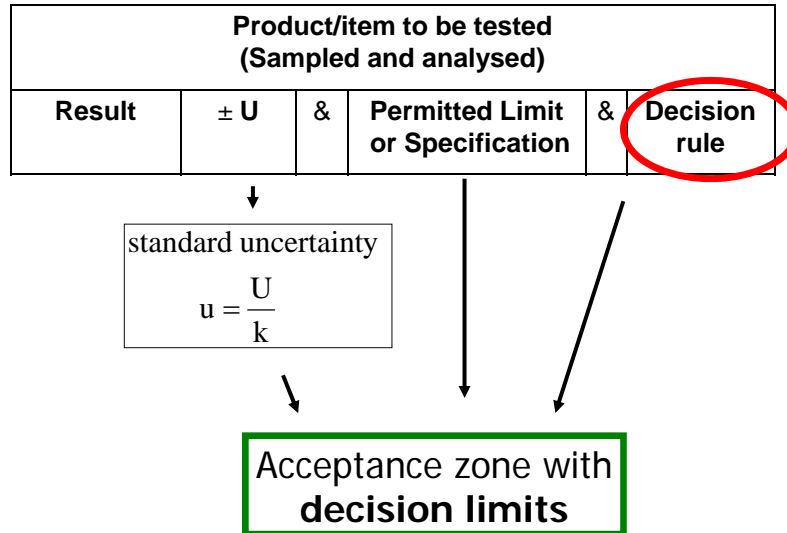 Product/item to be tested
(Sampled and analysed)
Result ± U & Permitted Limit & Decision
or Specification rule
standard uncertainty
u = U/k
Acceptance zone with
decision limits